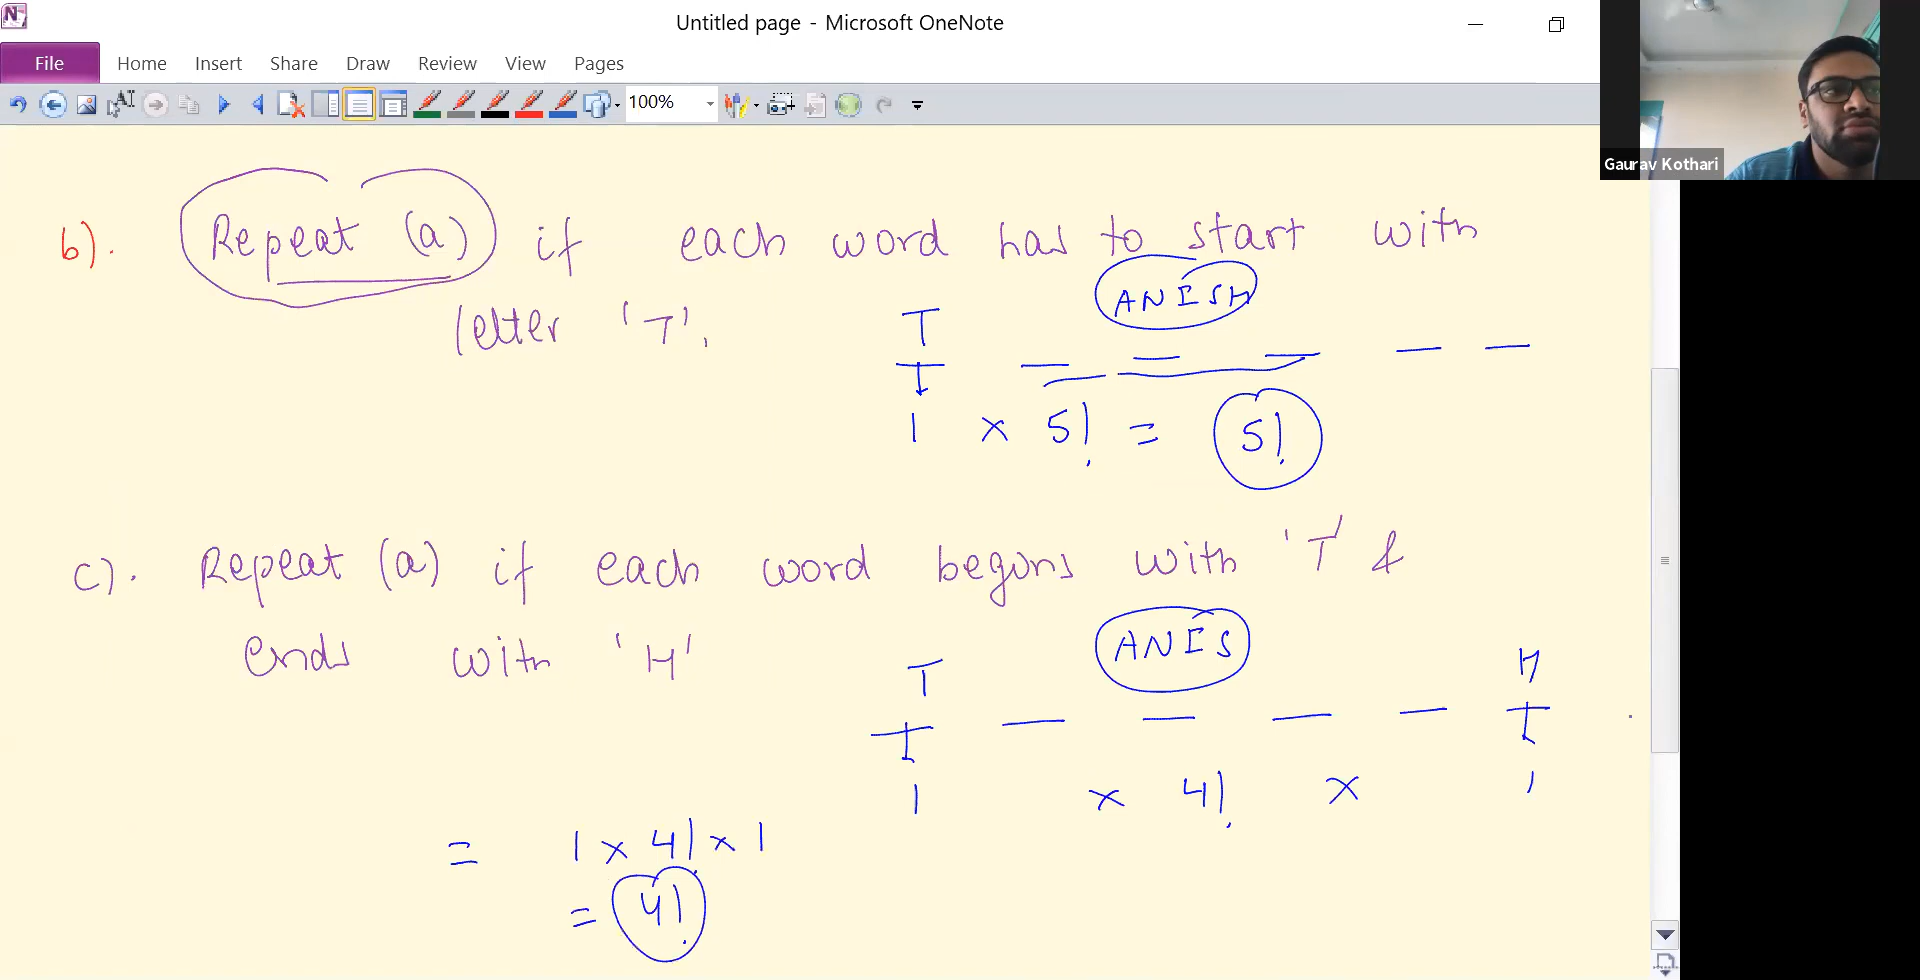 Untitled page - Microsoft OneNote
File Home Insert Share Draw Review View Pages
100%
Gaurav Kothari
b). Repeat (a) if each word has to start with
letter 'T'.
ANESH
T
1 × 5! = 5!
c). Repeat (a) if each word begins with 'T' &
ends with 'H'
ANES
T H
1 × 4! × 1
= 1 × 4! × 1
= 4!